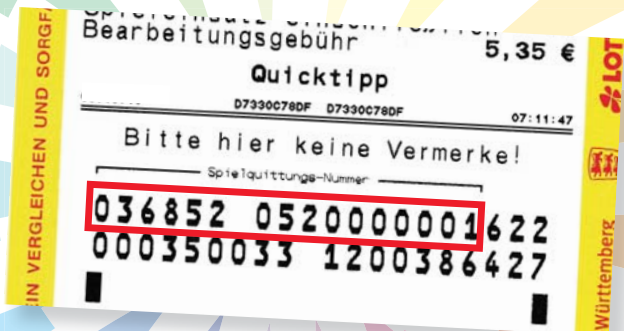 Bearbeitungsgebühr 5,35 €
Quicktipp
D7330C78DF D7330C78DF 07:11:47
Bitte hier keine Vermerke!
Spielquittungs-Nummer
036852 0520000001622
000350033 1200386427
EIN VERGLEICHEN UND SORGF
LOT
Württemberg